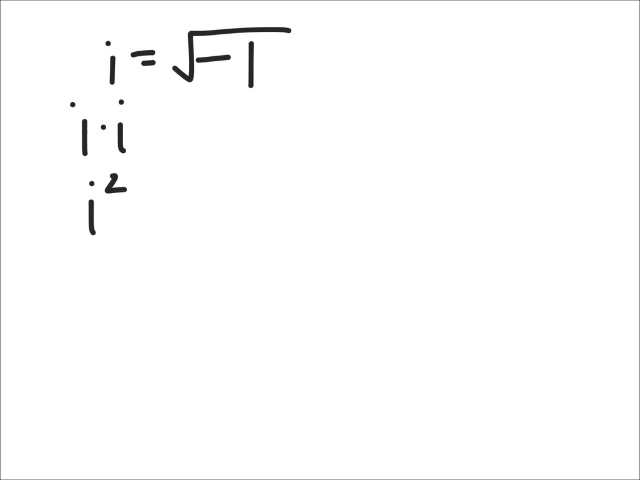 i = √-1
i · i
i²